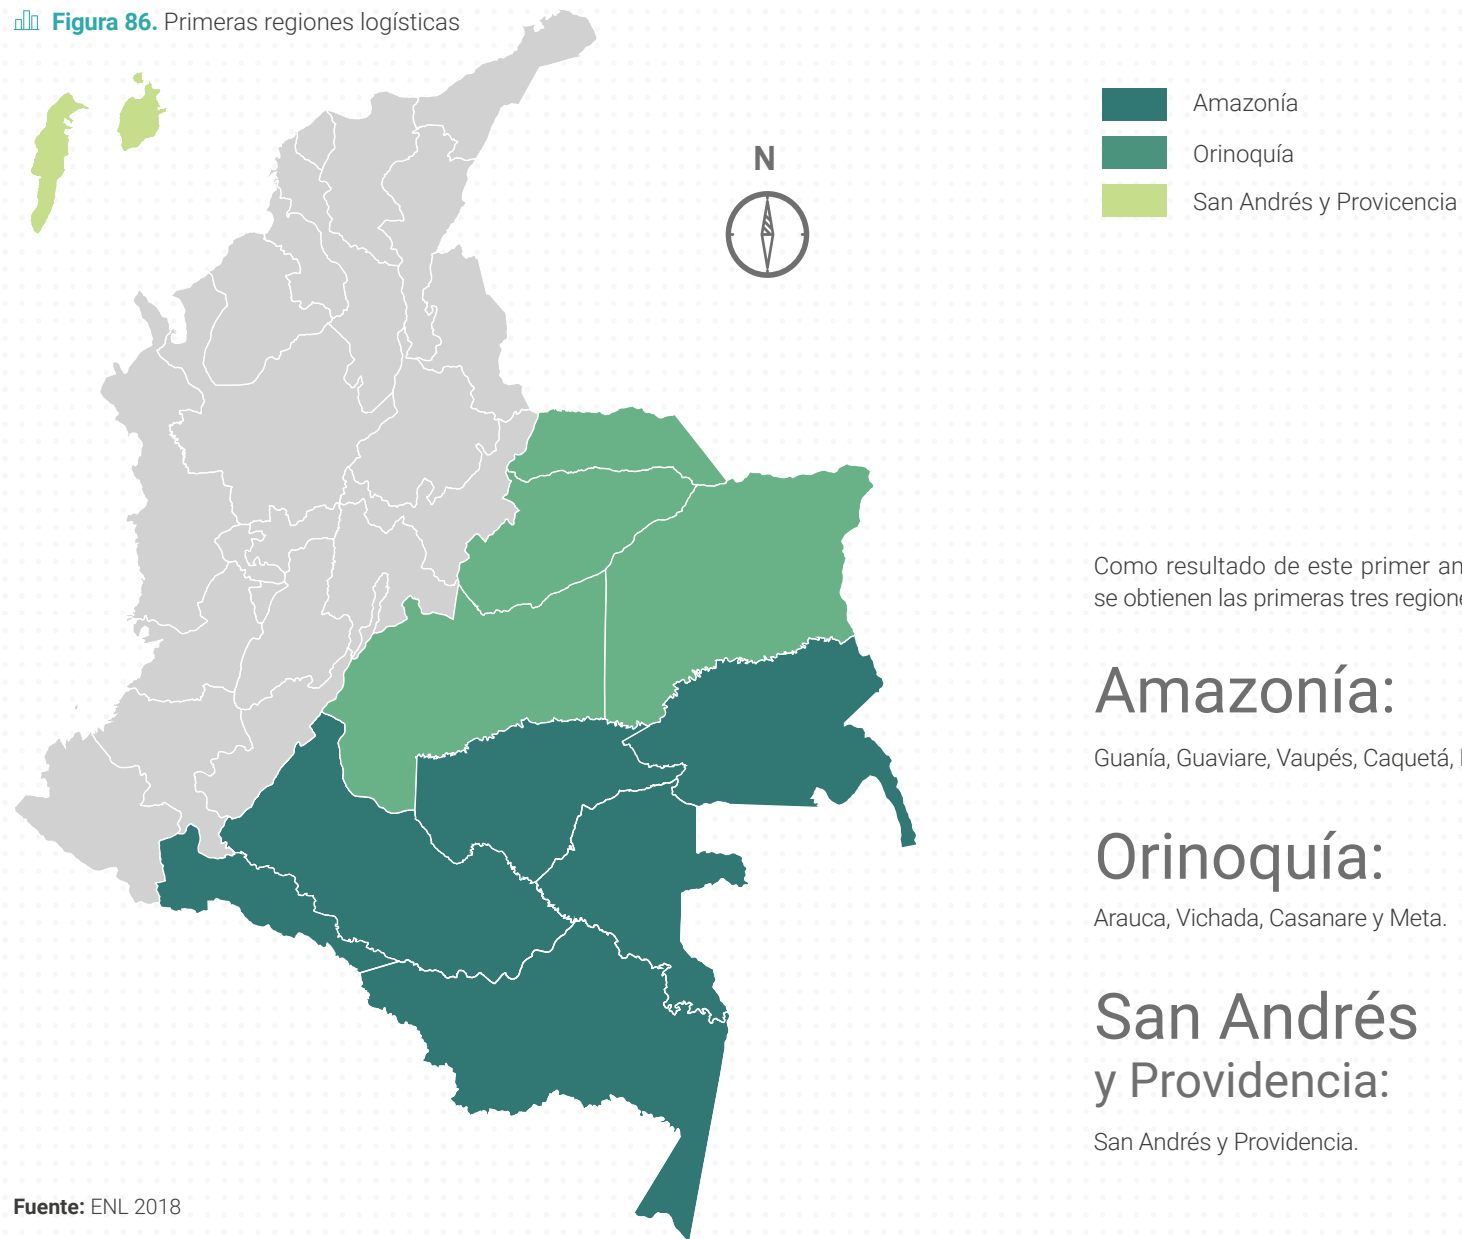 Figura 86. Primeras regiones logísticas
N
Amazonía
Orinoquía
San Andrés y Provicencia
Como resultado de este primer
se obtienen las primeras tres
Amazonía:
Guanía, Guaviare, Vaupés, Caquetá,
Orinoquía:
Arauca, Vichada, Casanare y Meta.
San Andrés
y Providencia:
San Andrés y Providencia.
Fuente: ENL 2018